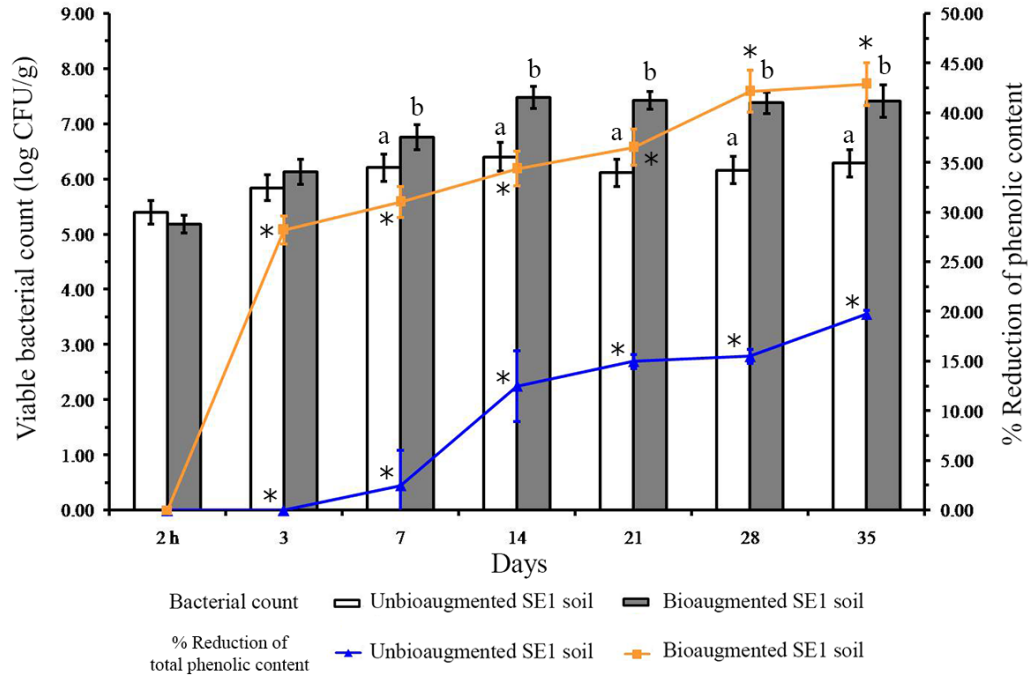 9.00
8.00
7.00
6.00
5.00
4.00
3.00
2.00
1.00
0.00
Viable bacterial count (log CFU/g)
50.00
45.00
40.00
35.00
30.00
25.00
20.00
15.00
10.00
5.00
0.00
% Reduction of phenolic content
* *
b b b b
b
a a a a a
* * * * *
* * * * *
*
2 h 3 7 14 21 28 35
Days
Bacterial count Unbioaugmented SE1 soil Bioaugmented SE1 soil
% Reduction of
total phenolic content Unbioaugmented SE1 soil Bioaugmented SE1 soil